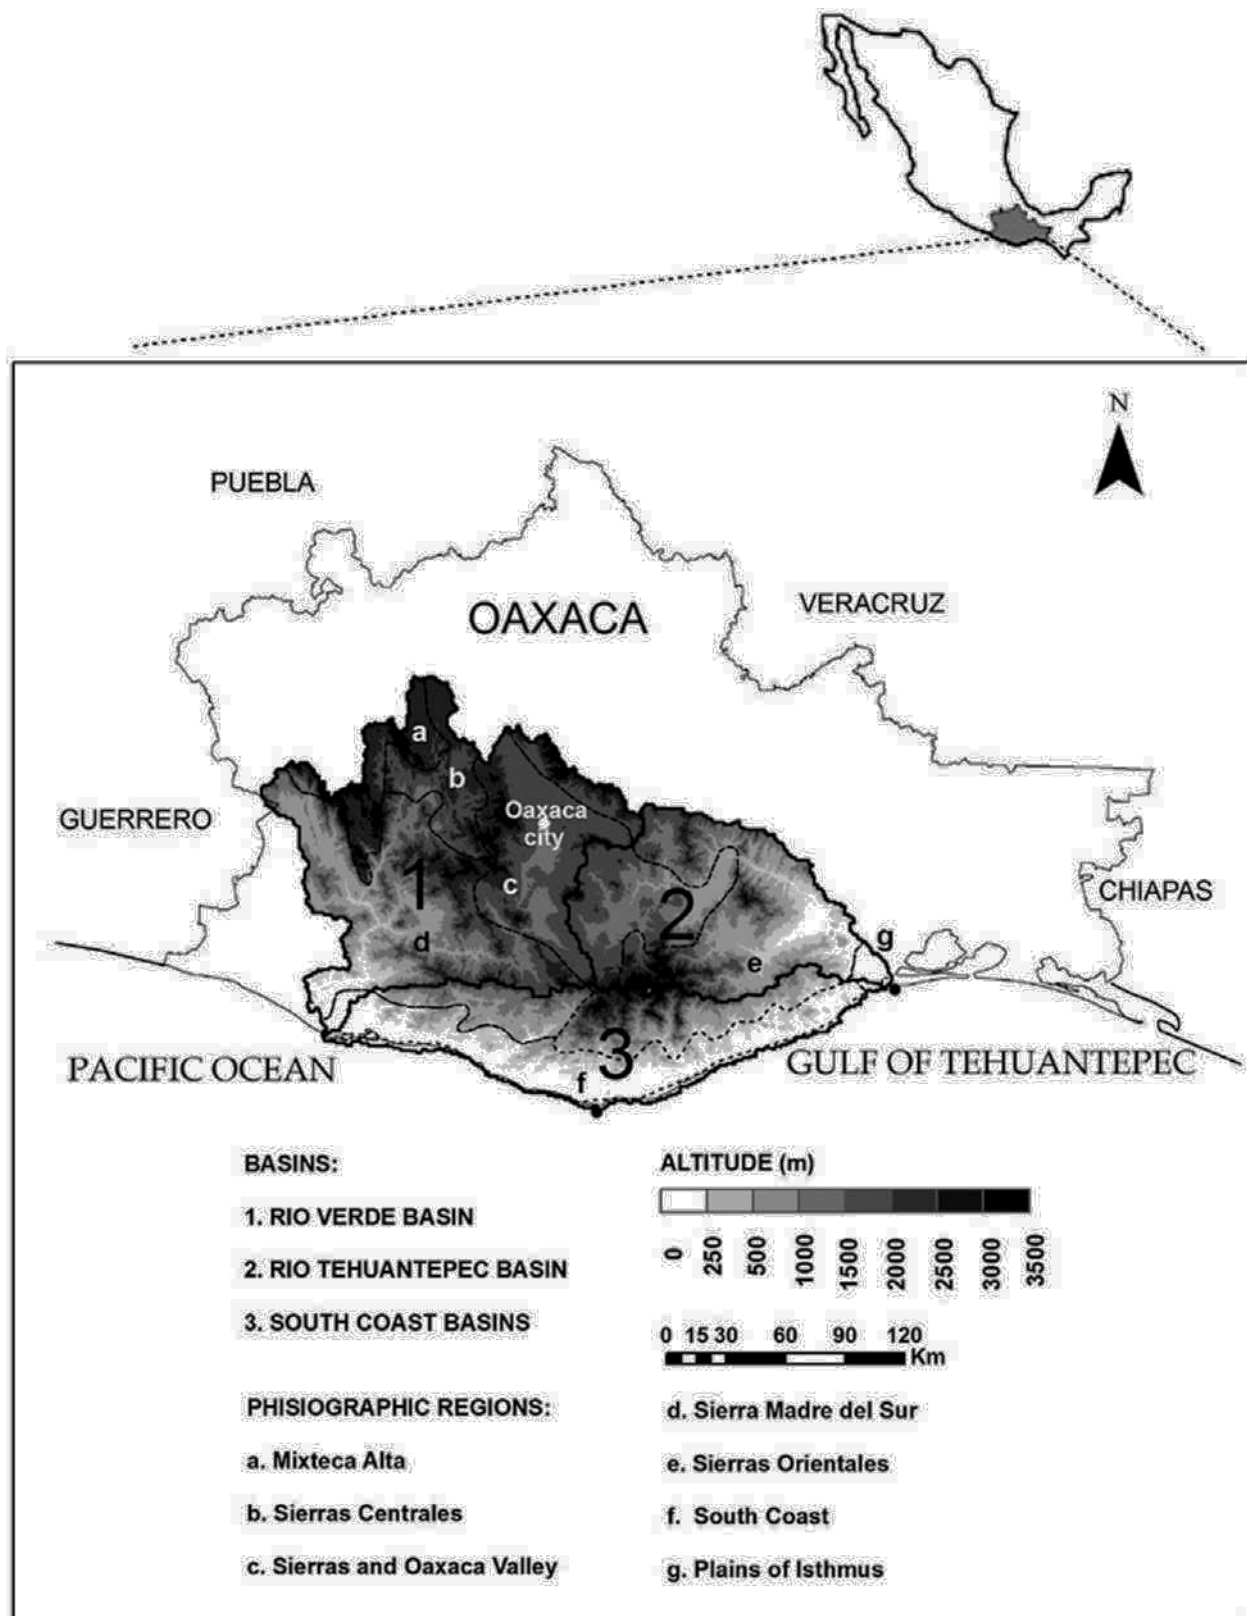 N
PUEBLA
VERACRUZ
OAXACA
a
b
GUERRERO
Oaxaca
city
CHIAPAS
1
c
2
d
e
g
3
PACIFIC OCEAN
GULF OF TEHUANTEPEC
f
BASINS:
1. RIO VERDE BASIN
2. RIO TEHUANTEPEC BASIN
3. SOUTH COAST BASINS
ALTITUDE (m)
0 250 500 1000 1500 2000 2500 3000 3500
0 15 30 60 90 120
Km
PHISIOGRAPHIC REGIONS:
a. Mixteca Alta
b. Sierras Centrales
c. Sierras and Oaxaca Valley
d. Sierra Madre del Sur
e. Sierras Orientales
f. South Coast
g. Plains of Isthmus